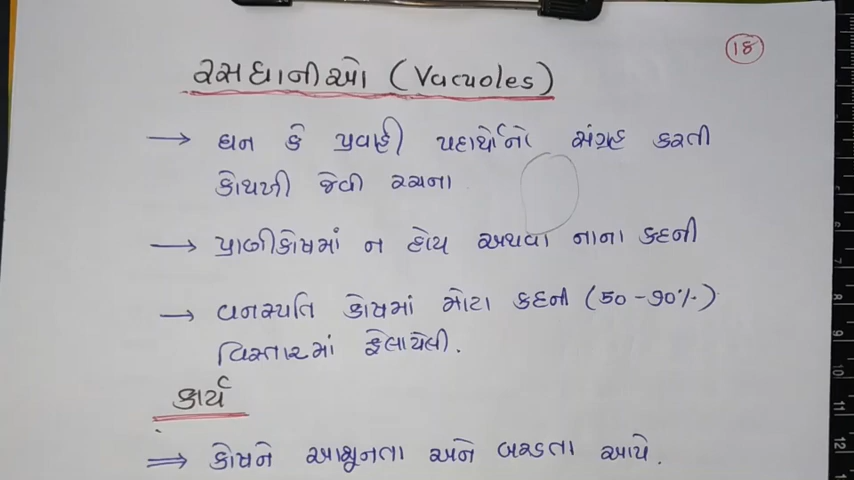 18
રસધાનીઓ (Vacuoles)
→ ઘન કે પ્રવાહી પદાર્થોનો સંગ્રહ કરતી
કોથળી જેવી રચના
→ પ્રાણીકોષમાં ન હોય અથવા નાના કદની
→ વનસ્પતિ કોષમાં મોટા કદની (50-90%)
વિસ્તારમાં ફેલાયેલી.
કાર્ય
⇒ કોષને આશૂનતા અને બરડતા આપે.